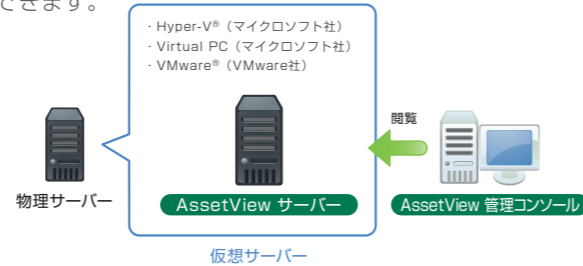 できます。
・Hyper-V®（マイクロソフト社）
・Virtual PC（マイクロソフト社）
・VMware®（VMware社）
閲覧
物理サーバー
AssetView サーバー
AssetView 管理コンソール
仮想サーバー